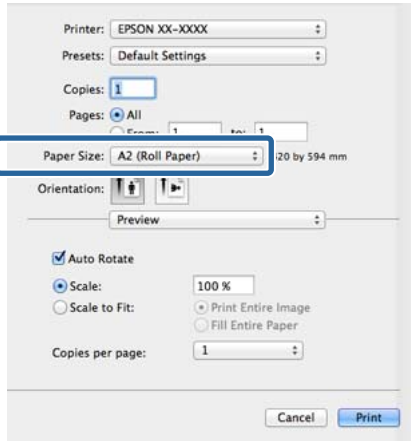 Printer: EPSON XX-XXXX
Presets: Default Settings
Copies: 1
Pages: All
From: 1 to: 1
Paper Size: A2 (Roll Paper) 20 by 594 mm
Orientation:
Preview
Auto Rotate
Scale: 100 %
Scale to Fit: Print Entire Image
Fill Entire Paper
Copies per page: 1
Cancel Print